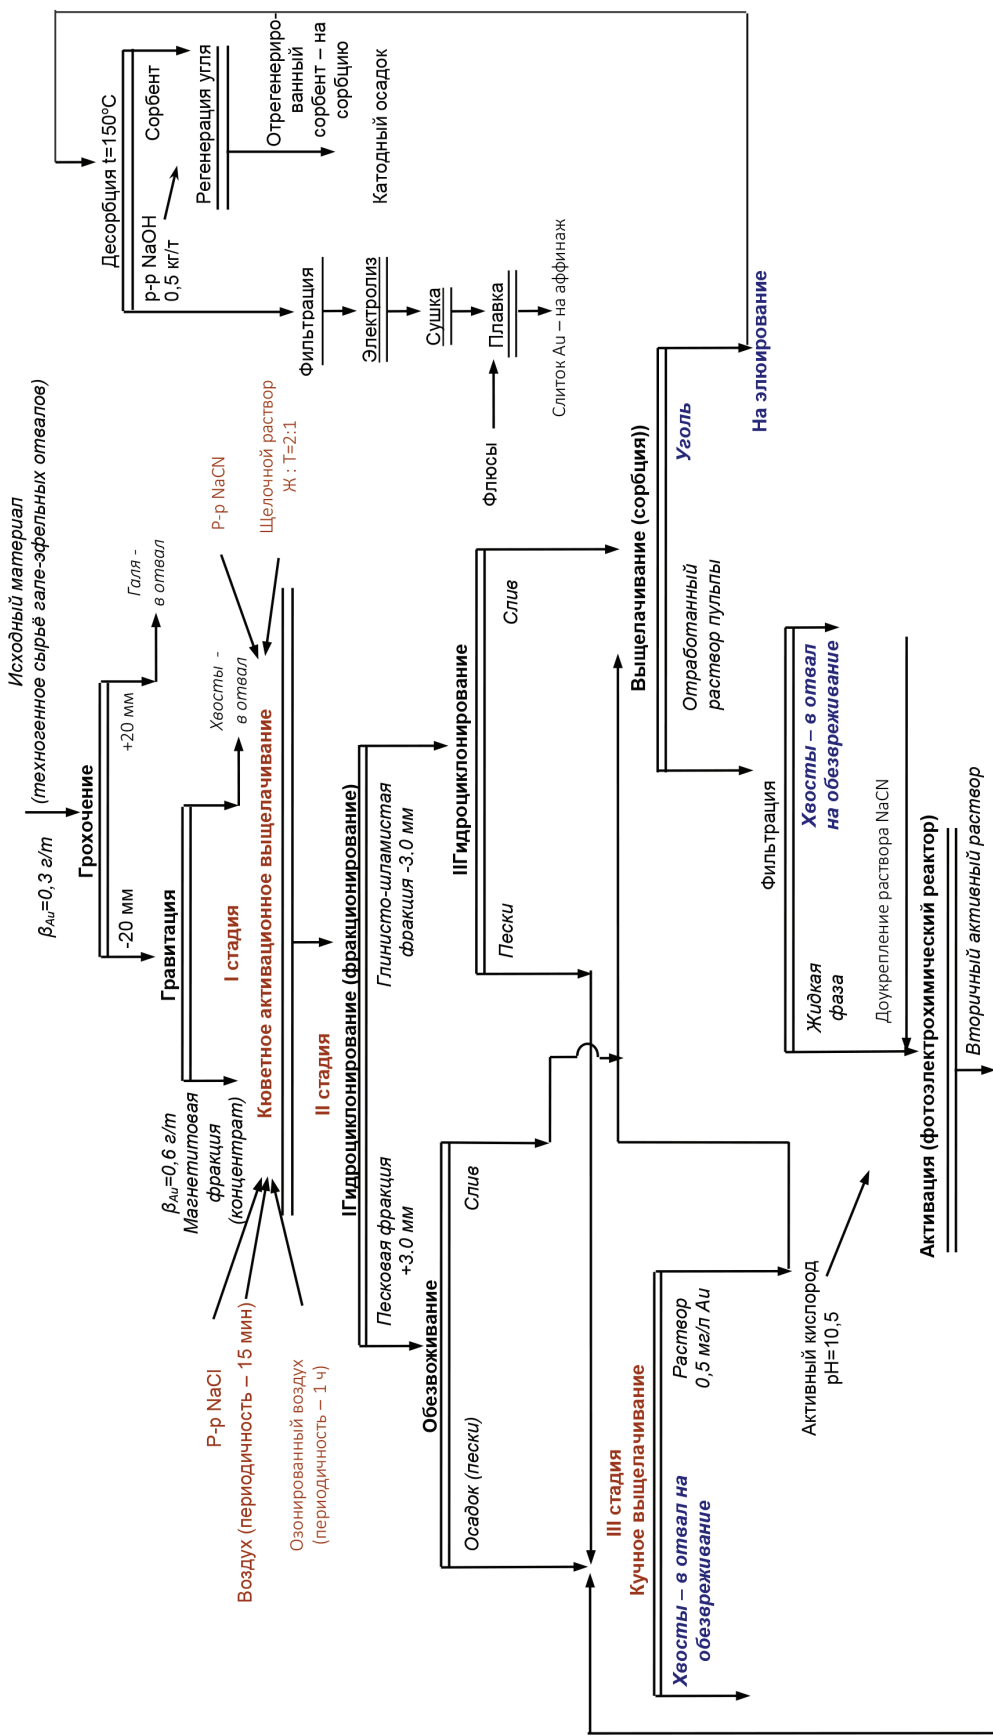 Исходный материал
(техногенное сырьё гале-эфельных отвалов)
βAu=0,3 г/т
Грохочение
-20 мм
+20 мм
Галя -
в отвал
Гравитация
βAu=0,6 г/т
Магнетитовая
фракция
(концентрат)
Хвосты -
в отвал
I стадия
Кюветное активационное выщелачивание
Р-р NaCl
Воздух (периодичность – 15 мин)
Озонированный воздух
(периодичность – 1 ч)
Р-р NaCN
Щелочной раствор
Ж : Т=2:1
II стадия
IГидроциклонирование (фракционирование)
Песковая фракция
+3.0 мм
Глинисто-шламистая
фракция -3.0 мм
Обезвоживание
Осадок (пески)
Слив
IIГидроциклонирование
Пески
Слив
III стадия
Кучное выщелачивание
Хвосты – в отвал на
обезвреживание
Раствор
0,5 мг/л Au
Выщелачивание (сорбция))
Отработанный
раствор пульпы
Уголь
На элюирование
Фильтрация
Жидкая
фаза
Хвосты – в отвал
на обезвреживание
Активный кислород
pH=10,5
Доукрепление раствора NaCN
Активация (фотоэлектрохимический реактор)
Вторичный активный раствор
Десорбция t=150°C
р-р NaOH
0,5 кг/т
Сорбент
Регенерация угля
Отрегенериро-
ванный
сорбент – на
сорбцию
Фильтрация
Электролиз
Катодный осадок
Сушка
Флюсы
Плавка
Слиток Au – на аффинаж